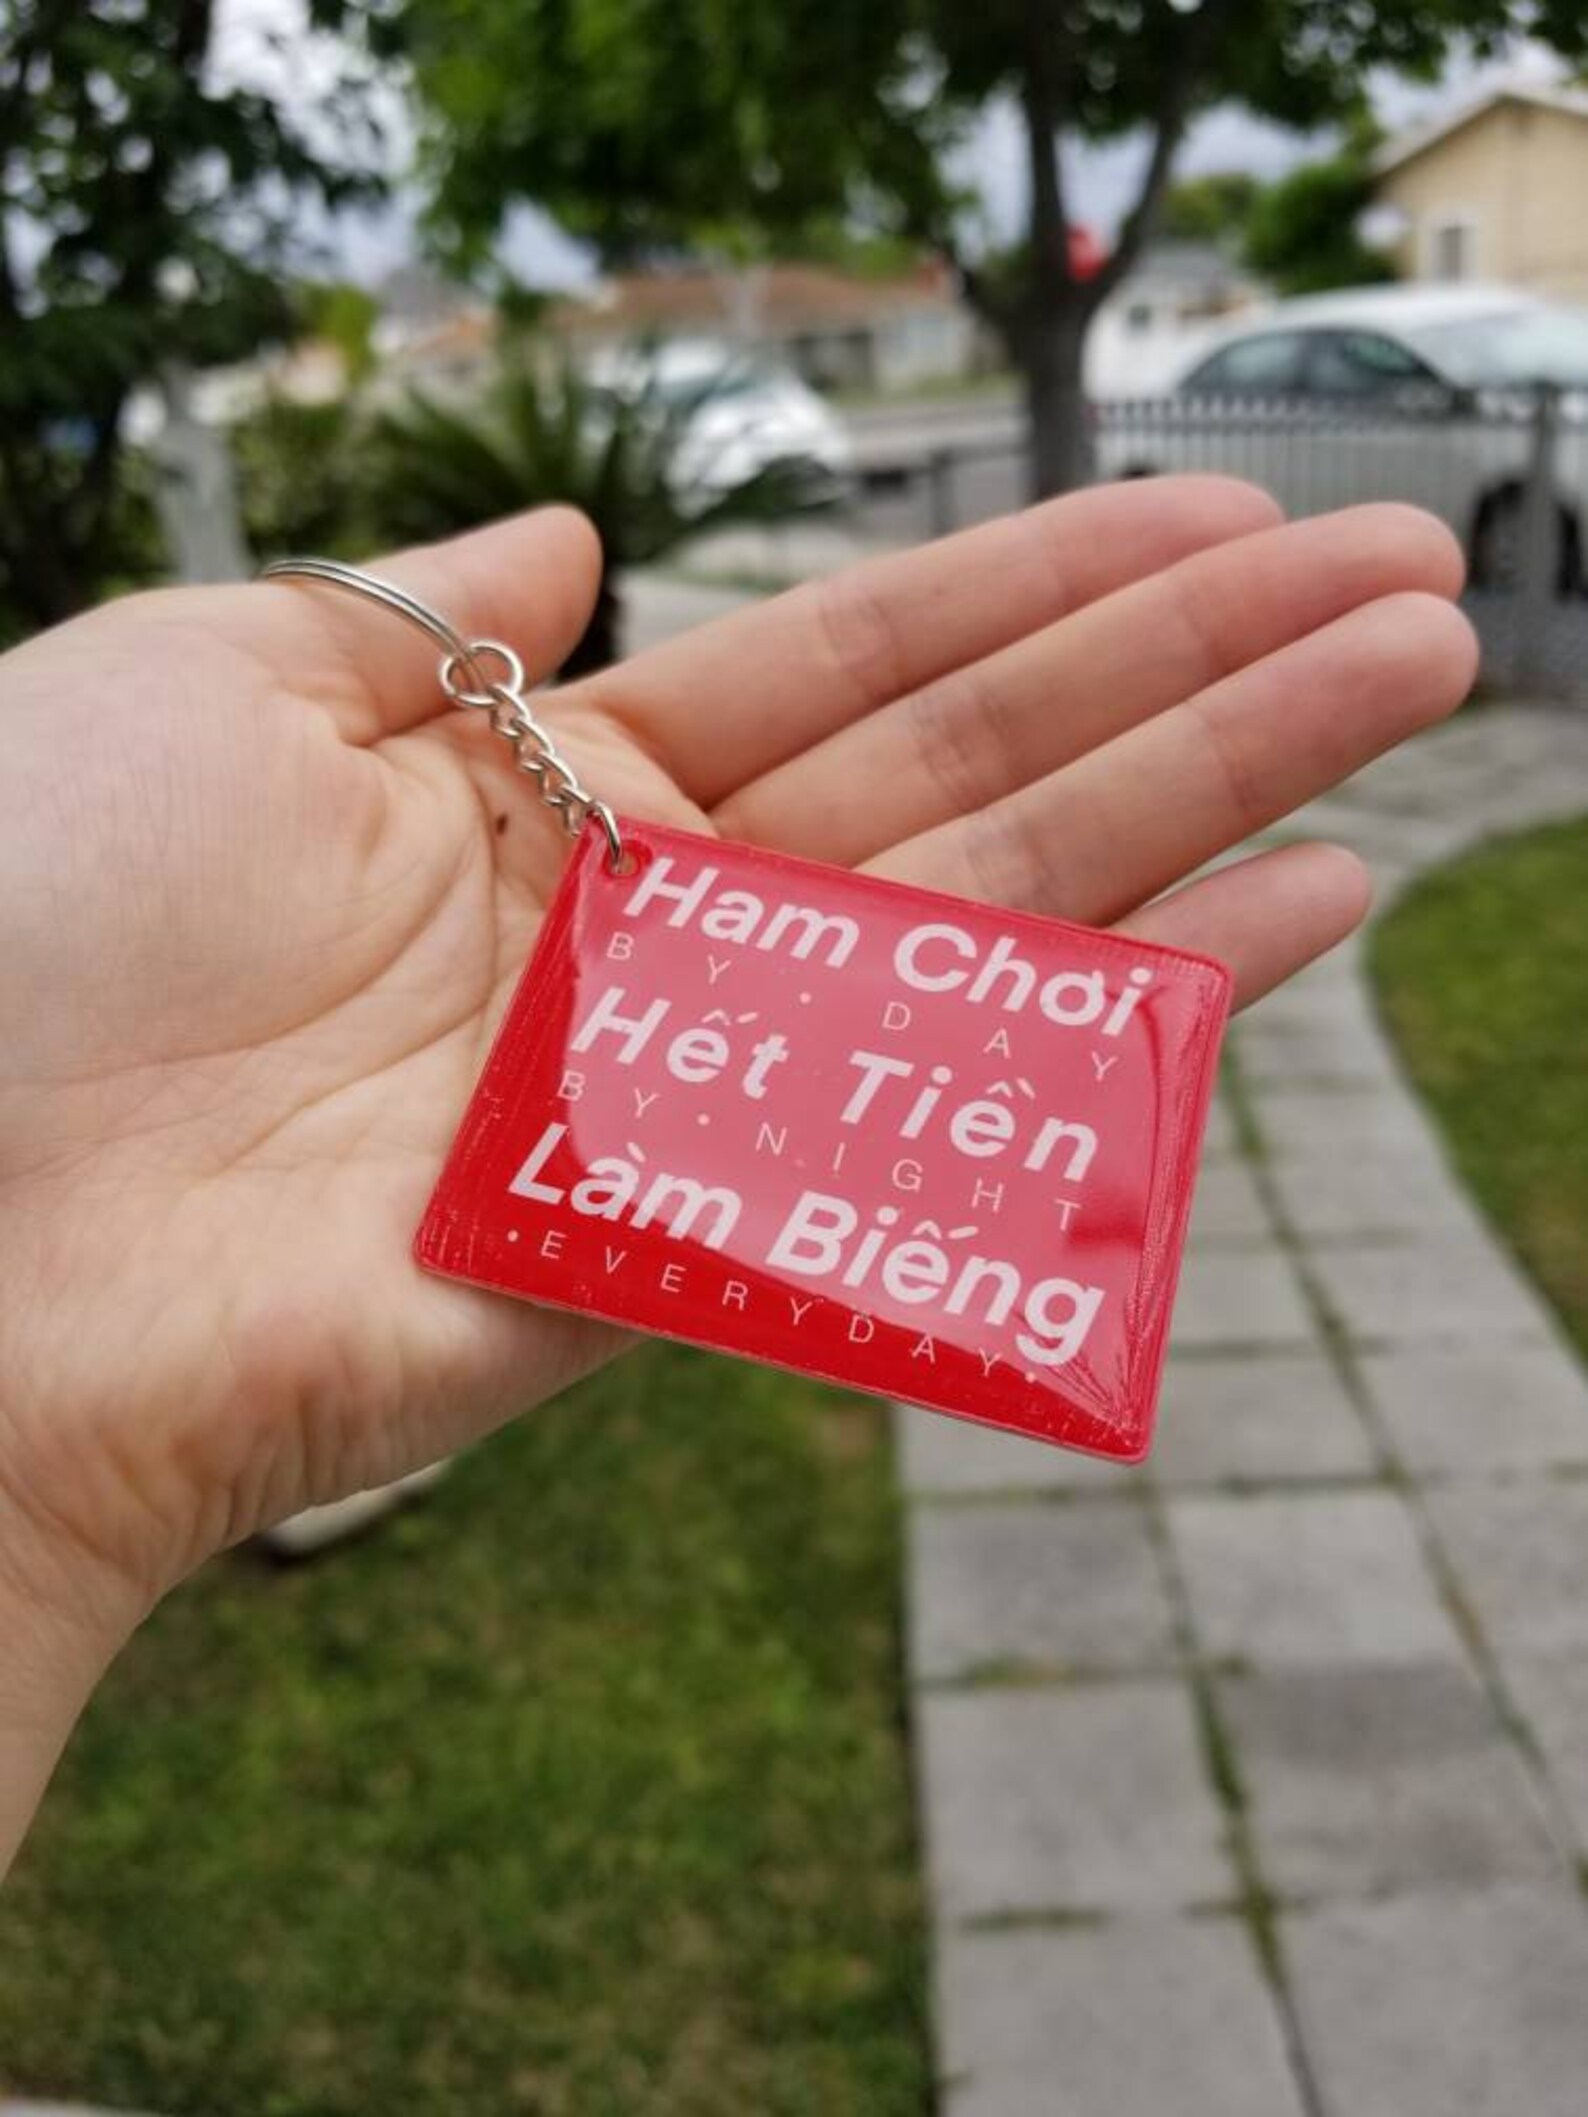 Ham Chơi
BY • DAY
Hết Tiền
BY • NIGHT
Làm Biếng
•EVERYDAY•